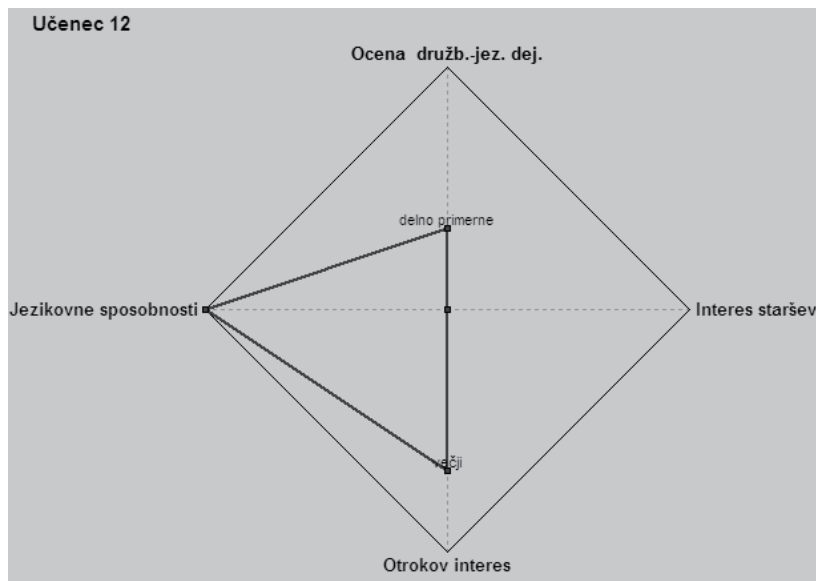 Učenec 12
Ocena družb.-jez. dej.
delno primerne
Jezikovne sposobnosti
Interes staršev
večji
Otrokov interes